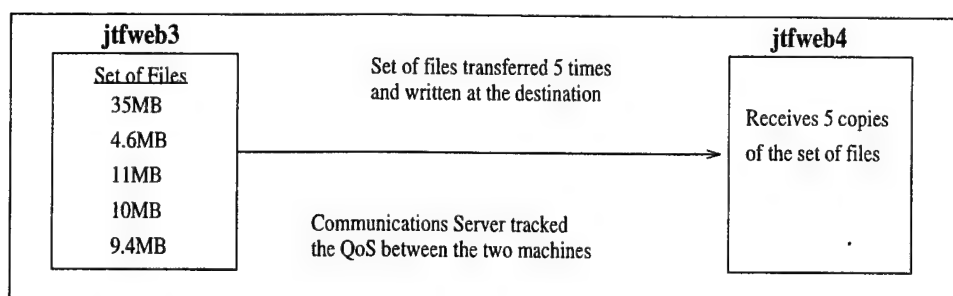 jtfweb3
Set of Files
35MB
4.6MB
11MB
10MB
9.4MB
Set of files transferred 5 times
and written at the destination
Communications Server tracked
the QoS between the two machines
jtfweb4
Receives 5 copies
of the set of files